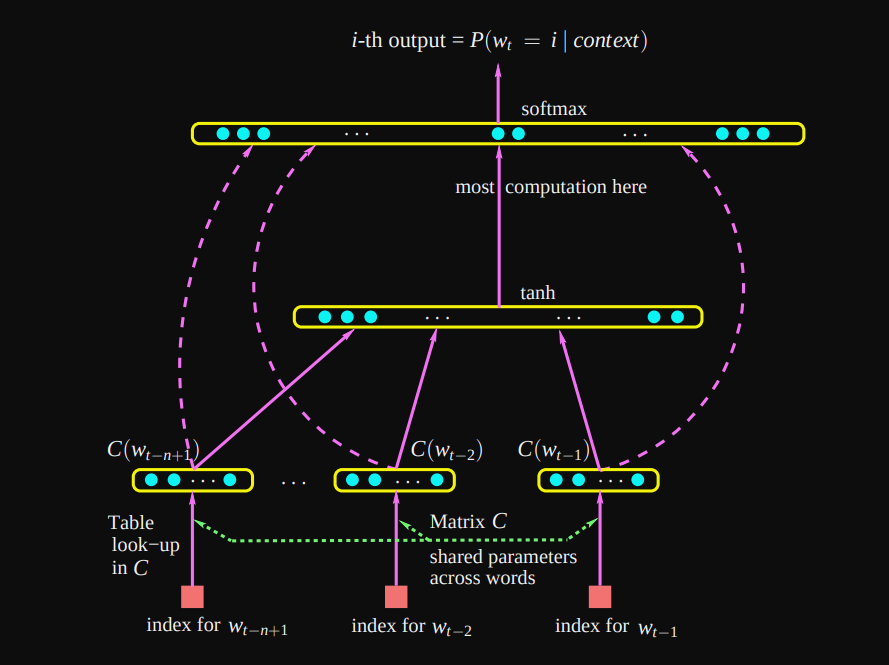 i-th output = P(w_t = i | context)
softmax
. . .
. . .
most computation here
tanh
. . .
. . .
C(w_{t−n+1}) C(w_{t−2}) C(w_{t−1})
. . .
. . .
. . .
. . .
Table
look−up
in C
Matrix C
shared parameters
across words
index for w_{t−n+1} index for w_{t−2} index for w_{t−1}